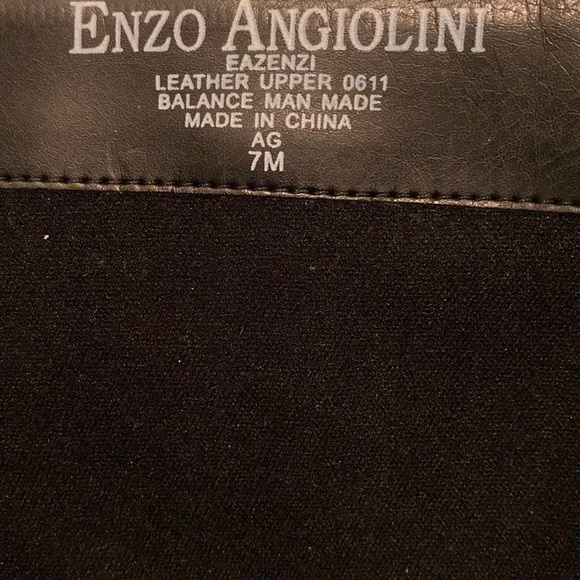 ENZO ANGIOLINI
EAZENZI
LEATHER UPPER 0611
BALANCE MAN MADE
MADE IN CHINA
AG
7M